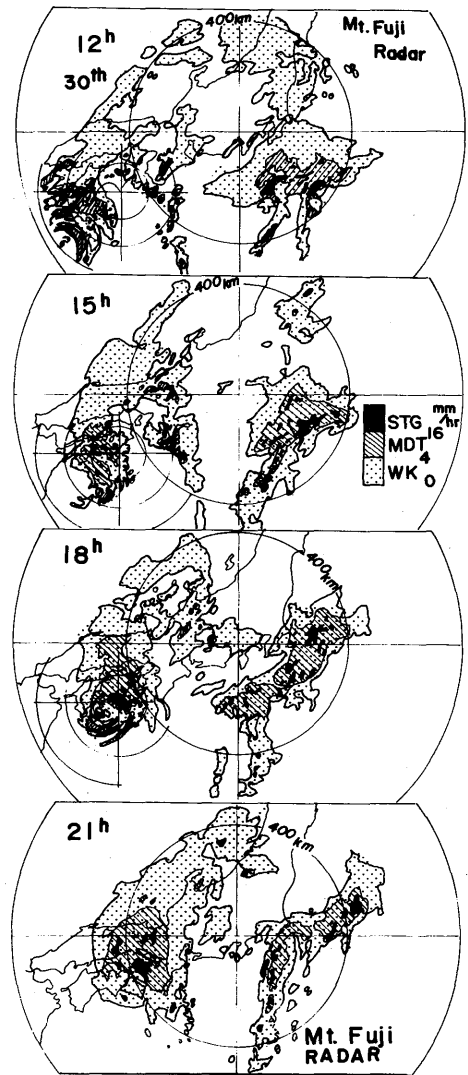 12h
30th
400km
Mt. Fuji
Radar
15h
400km
mm/hr
STG
16
MDT
4
WK
0
18h
400km
21h
400km
Mt. Fuji
RADAR